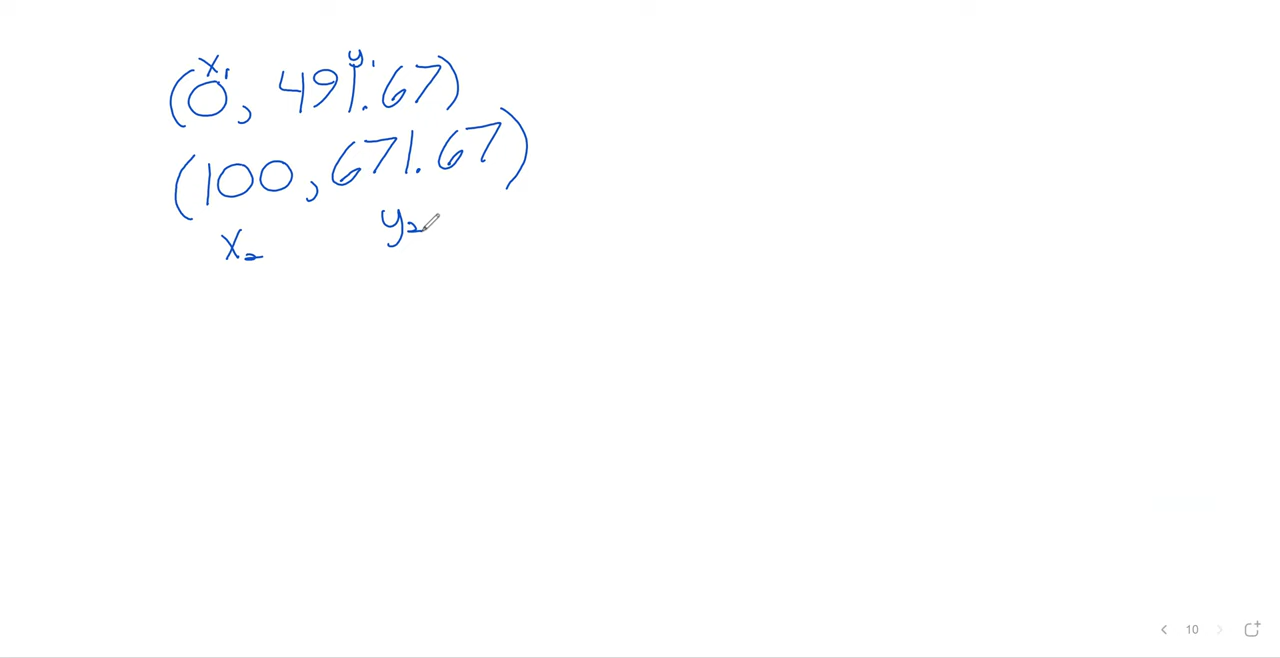 x₁ y₁
(0, 491.67)
(100, 671.67)
x₂ y₂
10